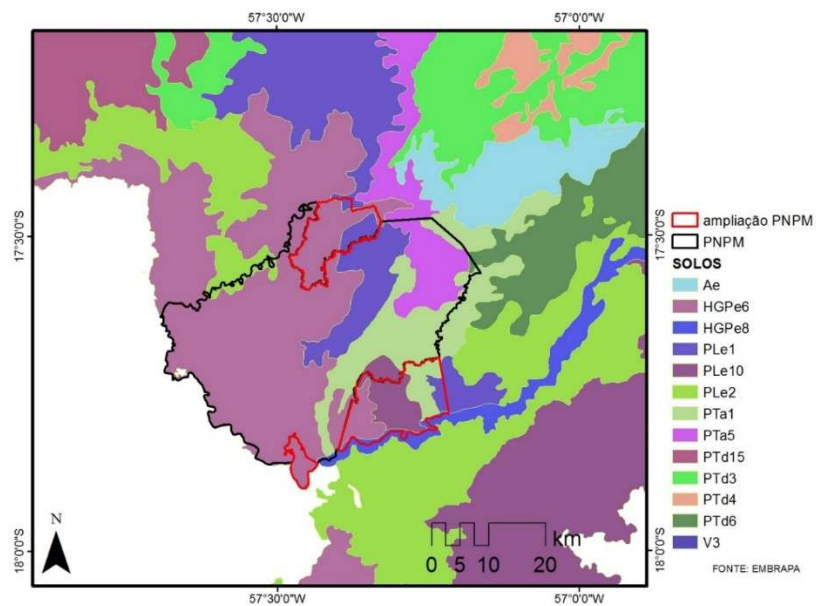 57°30'0"W 57°0'0"W
17°30'0"S
18°0'0"S
57°30'0"W 57°0'0"W
17°30'0"S
18°0'0"S
N
km
0 5 10 20
ampliação PNPM
PNPM
SOLOS
Ae
HGPe6
HGPe8
PLe1
PLe10
PLe2
PTa1
PTa5
PTd15
PTd3
PTd4
PTd6
V3
FONTE: EMBRAPA